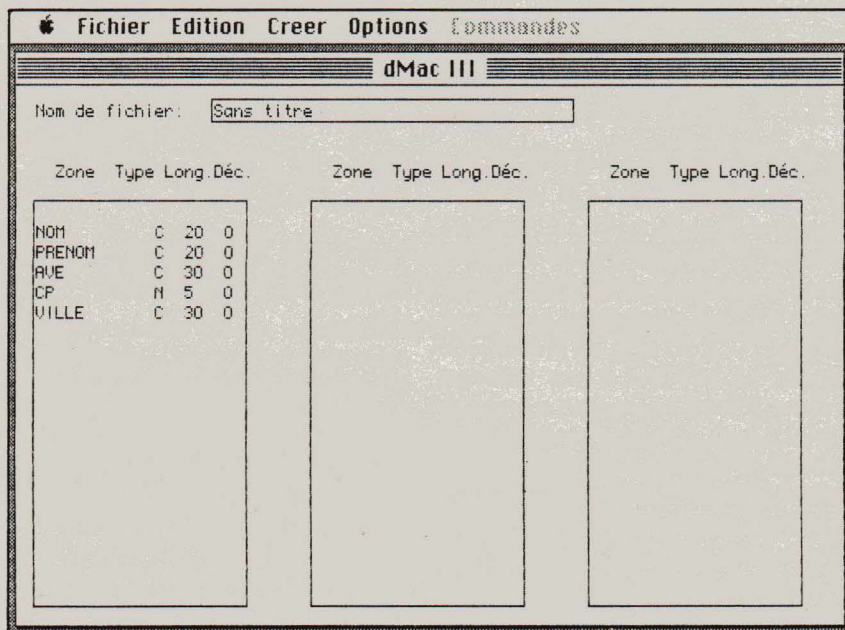 Fichier Edition Creer Options Commandes
dMac III
Nom de fichier: Sans titre
Zone Type Long.Déc. Zone Type Long.Déc. Zone Type Long.Déc.
NOM C 20 0
PRENOM C 20 0
AVE C 30 0
CP N 5 0
VILLE C 30 0